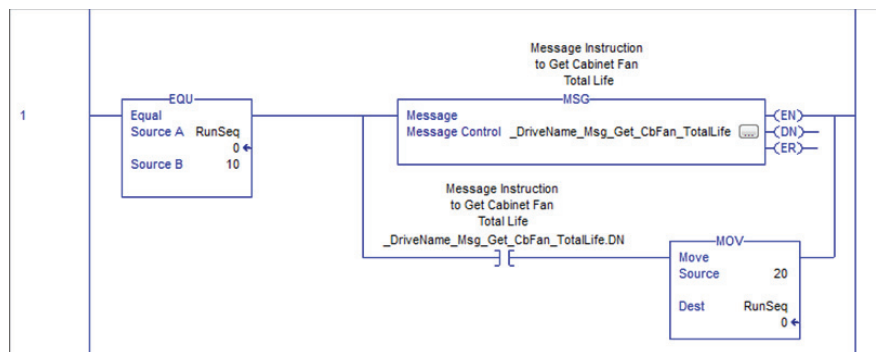 Message Instruction
to Get Cabinet Fan
Total Life
1
EQU
Equal
Source A RunSeq
0
Source B 10
MSG
Message
Message Control _DriveName_Msg_Get_CbFan_TotalLife ...
EN
DN
ER
Message Instruction
to Get Cabinet Fan
Total Life
_DriveName_Msg_Get_CbFan_TotalLife.DN
MOV
Move
Source 20
Dest RunSeq
0